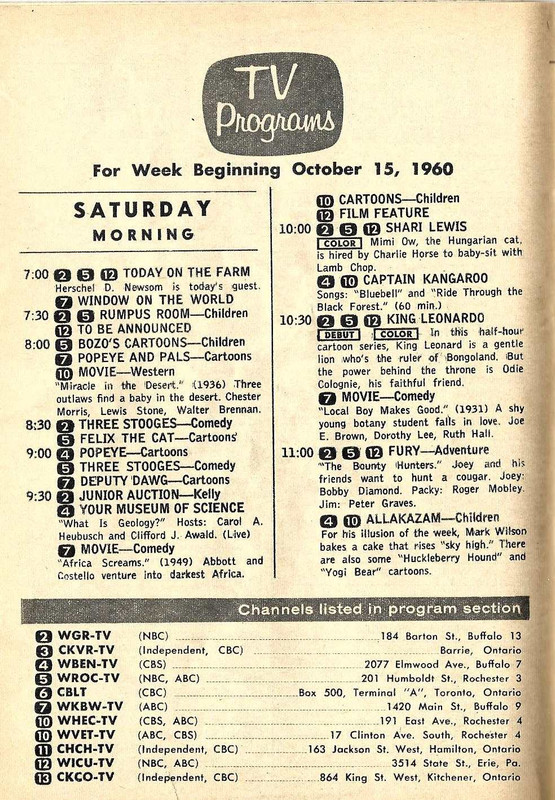 TV
Programs
For Week Beginning October 15, 1960
SATURDAY
MORNING
7:00 2 5 12 TODAY ON THE FARM
Herschel D. Newsom is today's guest.
7 WINDOW ON THE WORLD
7:30 2 5 RUMPUS ROOM—Children
12 TO BE ANNOUNCED
8:00 5 BOZO'S CARTOONS—Children
7 POPEYE AND PALS—Cartoons
10 MOVIE—Western
"Miracle in the Desert." (1936) Three
outlaws find a baby in the desert. Chester
Morris, Lewis Stone, Walter Brennan.
8:30 2 THREE STOOGES—Comedy
5 FELIX THE CAT—Cartoons
9:00 4 POPEYE—Cartoons
5 THREE STOOGES—Comedy
7 DEPUTY DAWG—Cartoons
9:30 2 JUNIOR AUCTION—Kelly
4 YOUR MUSEUM OF SCIENCE
"What Is Geology?" Hosts: Carol A.
Heubusch and Clifford J. Awald. (Live)
7 MOVIE—Comedy
"Africa Screams." (1949) Abbott and
Costello venture into darkest Africa.
10 CARTOONS—Children
12 FILM FEATURE
10:00 2 5 12 SHARI LEWIS
COLOR Mimi Ow, the Hungarian cat,
is hired by Charlie Horse to baby-sit with
Lamb Chop.
4 10 CAPTAIN KANGAROO
Songs: "Bluebell" and "Ride Through the
Black Forest." (60 min.)
10:30 2 5 12 KING LEONARDO
DEBUT COLOR In this half-hour
cartoon series, King Leonard is a gentle
lion who's the ruler of Bongoland. But
the power behind the throne is Odie
Colognie, his faithful friend.
7 MOVIE—Comedy
"Local Boy Makes Good." (1931) A shy
young botany student falls in love. Joe
E. Brown, Dorothy Lee, Ruth Hall.
11:00 2 5 12 FURY—Adventure
"The Bounty Hunters." Joey and his
friends want to hunt a cougar. Joey:
Bobby Diamond. Packy: Roger Mobley.
Jim: Peter Graves.
4 10 ALLAKAZAM—Children
For his illusion of the week, Mark Wilson
bakes a cake that rises "sky high." There
are also some "Huckleberry Hound" and
"Yogi Bear" cartoons.
Channels listed in program section
2 WGR-TV (NBC) 184 Barton St., Buffalo 13
3 CKVR-TV (Independent, CBC) Barrie, Ontario
4 WBEN-TV (CBS) 2077 Elmwood Ave., Buffalo 7
5 WROC-TV (NBC, ABC) 201 Humboldt St., Rochester 3
6 CBLT (CBC) Box 500, Terminal "A", Toronto, Ontario
7 WKBW-TV (ABC) 1420 Main St., Buffalo 9
10 WHEC-TV (CBS, ABC) 191 East Ave., Rochester 4
10 WVET-TV (ABC, CBS) 17 Clinton Ave. South, Rochester 4
11 CHCH-TV (Independent, CBC) 163 Jackson St. West, Hamilton, Ontario
12 WICU-TV (NBC, ABC) 3514 State St., Erie, Pa.
13 CKCO-TV (Independent, CBC) 864 King St. West, Kitchener, Ontario